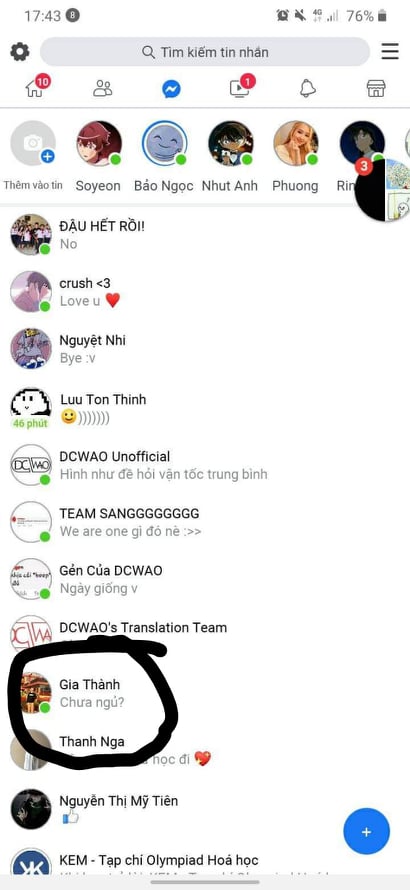 17:43 8
4G
76%
Tìm kiếm tin nhắn
10
1
Thêm vào tin
Soyeon
Bảo Ngọc
Nhut Anh
Phuong
Rin
3
ĐẬU HẾT RỒI!
No
crush <3
Love u ❤️
Nguyệt Nhi
Bye :v
Luu Ton Thinh
🙂)))))))
46 phút
DCWAO Unofficial
Hình như đề hỏi vận tốc trung bình
DCWAO
TEAM SANGGGGGGGG
We are one gì đó nè :>>
Gẻn Của DCWAO
Ngày giống v
DCWAO's Translation Team
Gia Thành
Chưa ngủ?
Thanh Nga
học đi 💖
Nguyễn Thị Mỹ Tiên
👍
KEM - Tạp chí Olympiad Hoá học